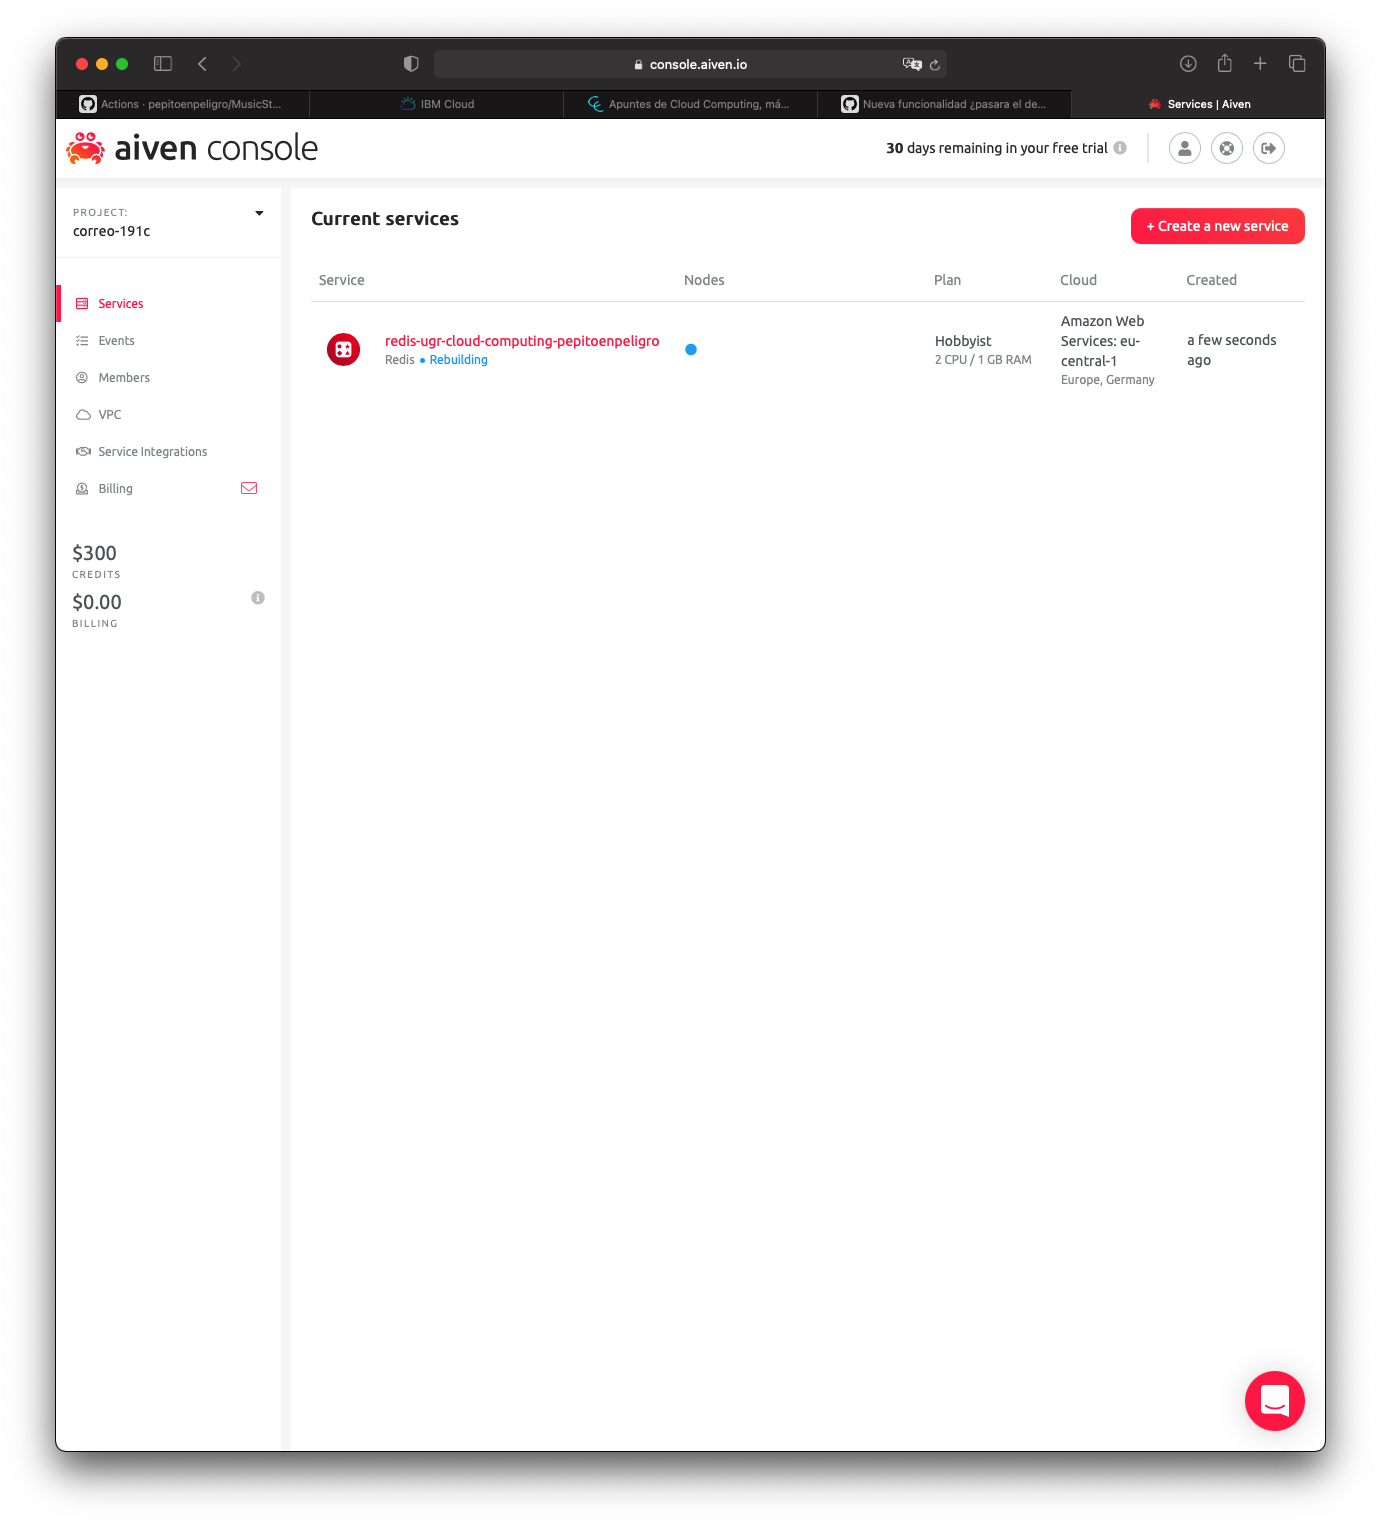 console.aiven.io
Actions · pepitoenpeligro/MusicSt...
IBM Cloud
Apuntes de Cloud Computing, má...
Nueva funcionalidad ¿pasara el de...
Services | Aiven
aiven console
30 days remaining in your free trial
PROJECT:
correo-191c
Services
Events
Members
VPC
Service Integrations
Billing
$300
CREDITS
$0.00
BILLING
Current services
+ Create a new service
Service Nodes Plan Cloud Created
redis-ugr-cloud-computing-pepitoenpeligro
Redis • Rebuilding
Hobbyist
2 CPU / 1 GB RAM
Amazon Web
Services: eu-
central-1
Europe, Germany
a few seconds
ago